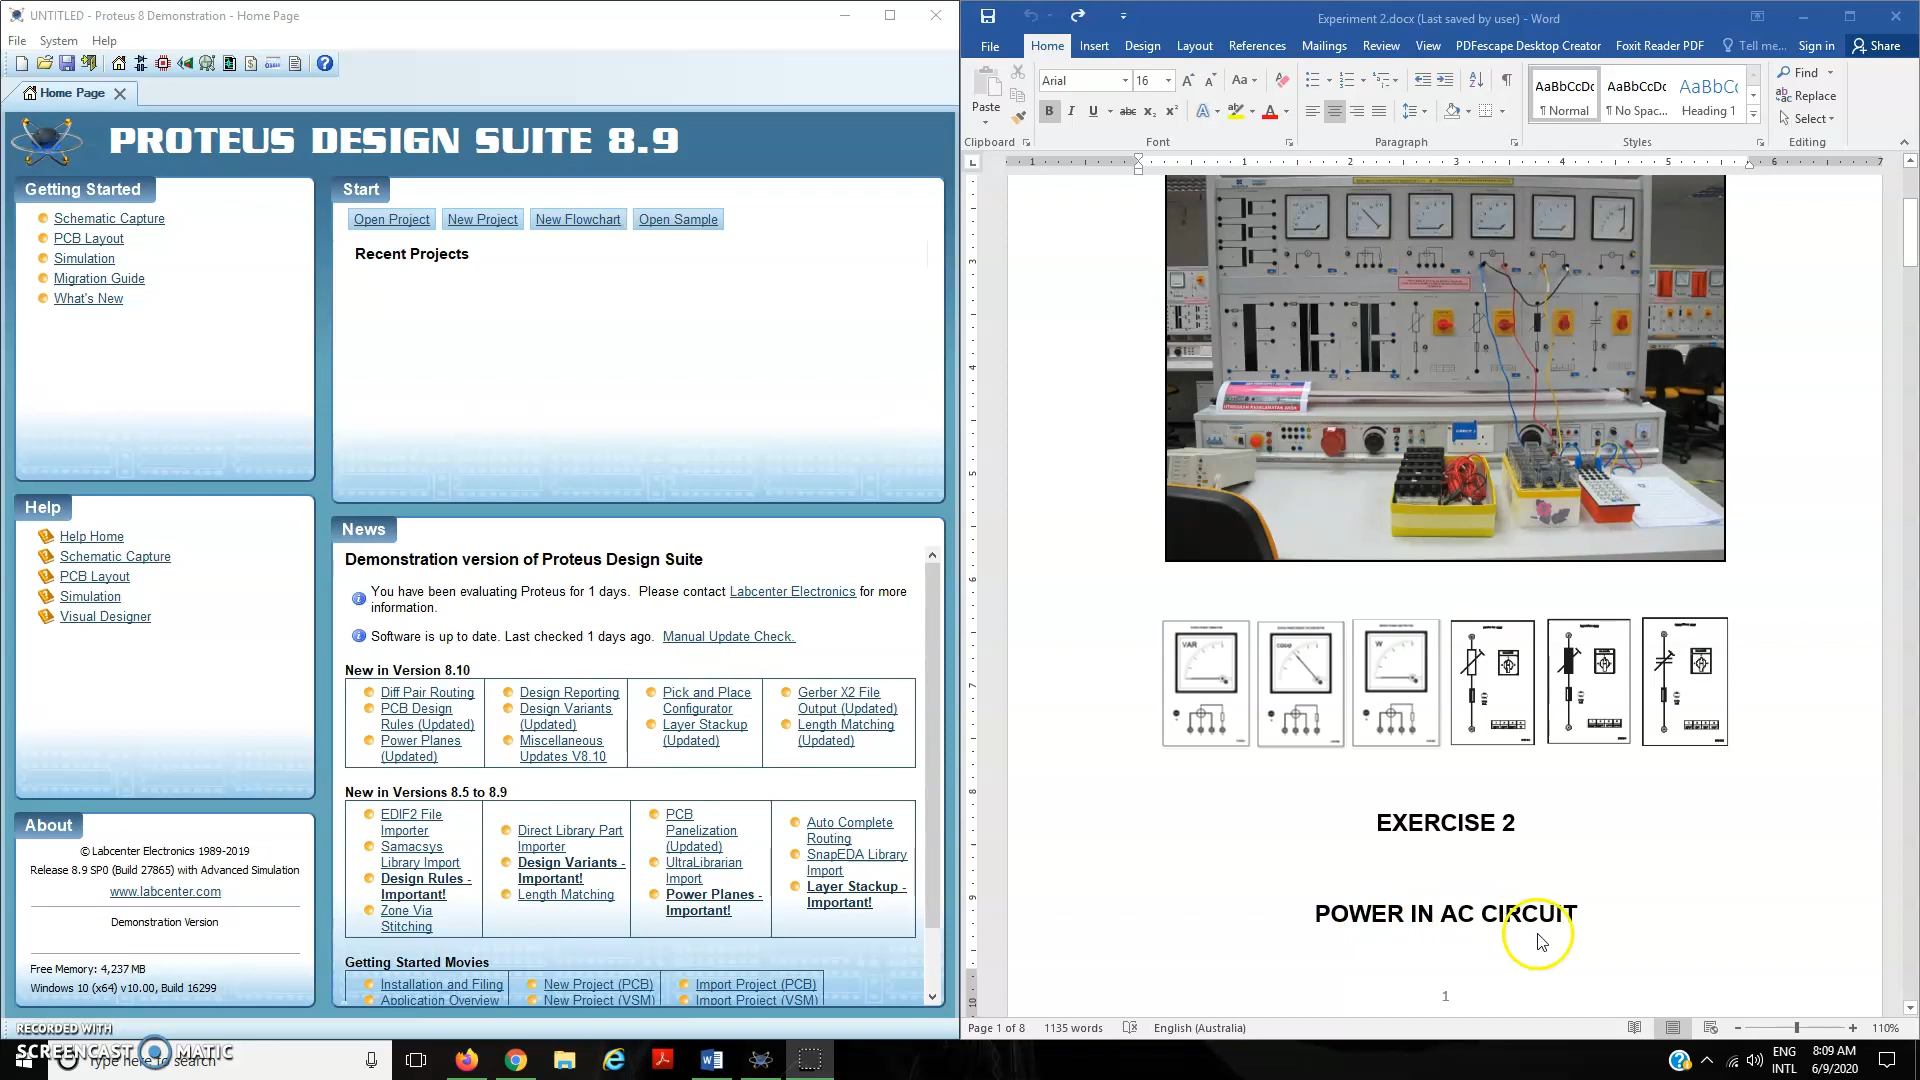 UNTITLED - Proteus 8 Demonstration - Home Page
File System Help
Home Page
PROTEUS DESIGN SUITE 8.9
Getting Started
Schematic Capture
PCB Layout
Simulation
Migration Guide
What's New
Start
Open Project New Project New Flowchart Open Sample
Recent Projects
Help
Help Home
Schematic Capture
PCB Layout
Simulation
Visual Designer
News
Demonstration version of Proteus Design Suite
You have been evaluating Proteus for 1 days. Please contact Labcenter Electronics for more
information.
Software is up to date. Last checked 1 days ago. Manual Update Check.
New in Version 8.10
Diff Pair Routing
PCB Design
Rules (Updated)
Power Planes
(Updated)
Design Reporting
Design Variants
(Updated)
Miscellaneous
Updates V8.10
Pick and Place
Configurator
Layer Stackup
(Updated)
Gerber X2 File
Output (Updated)
Length Matching
(Updated)
New in Versions 8.5 to 8.9
EDIF2 File
Importer
Samacsys
Library Import
Design Rules -
Important!
Zone Via
Stitching
Direct Library Part
Importer
Design Variants -
Important!
Length Matching
PCB
Panelization
(Updated)
UltraLibrarian
Import
Power Planes -
Important!
Auto Complete
Routing
SnapEDA Library
Import
Layer Stackup -
Important!
Getting Started Movies
Installation and Filing
Application Overview
New Project (PCB)
New Project (VSM)
Import Project (PCB)
Import Project (VSM)
About
© Labcenter Electronics 1989-2019
Release 8.9 SP0 (Build 27865) with Advanced Simulation
www.labcenter.com
Demonstration Version
Free Memory: 4,237 MB
Windows 10 (x64) v10.00, Build 16299
RECORDED WITH
SCREENCAST MATIC
Type here to search
Experiment 2.docx (Last saved by user) - Word
File Home Insert Design Layout References Mailings Review View PDFescape Desktop Creator Foxit Reader PDF Tell me... Sign in Share
Paste
Clipboard
Arial 16
Font
Paragraph
AaBbCcDc AaBbCcDc AaBbC
¶ Normal ¶ No Spac... Heading 1
Styles
Find
Replace
Select
Editing
VAR
W
EXERCISE 2
POWER IN AC CIRCUIT
1
Page 1 of 8 1135 words English (Australia) 110%
ENG
INTL
8:09 AM
6/9/2020